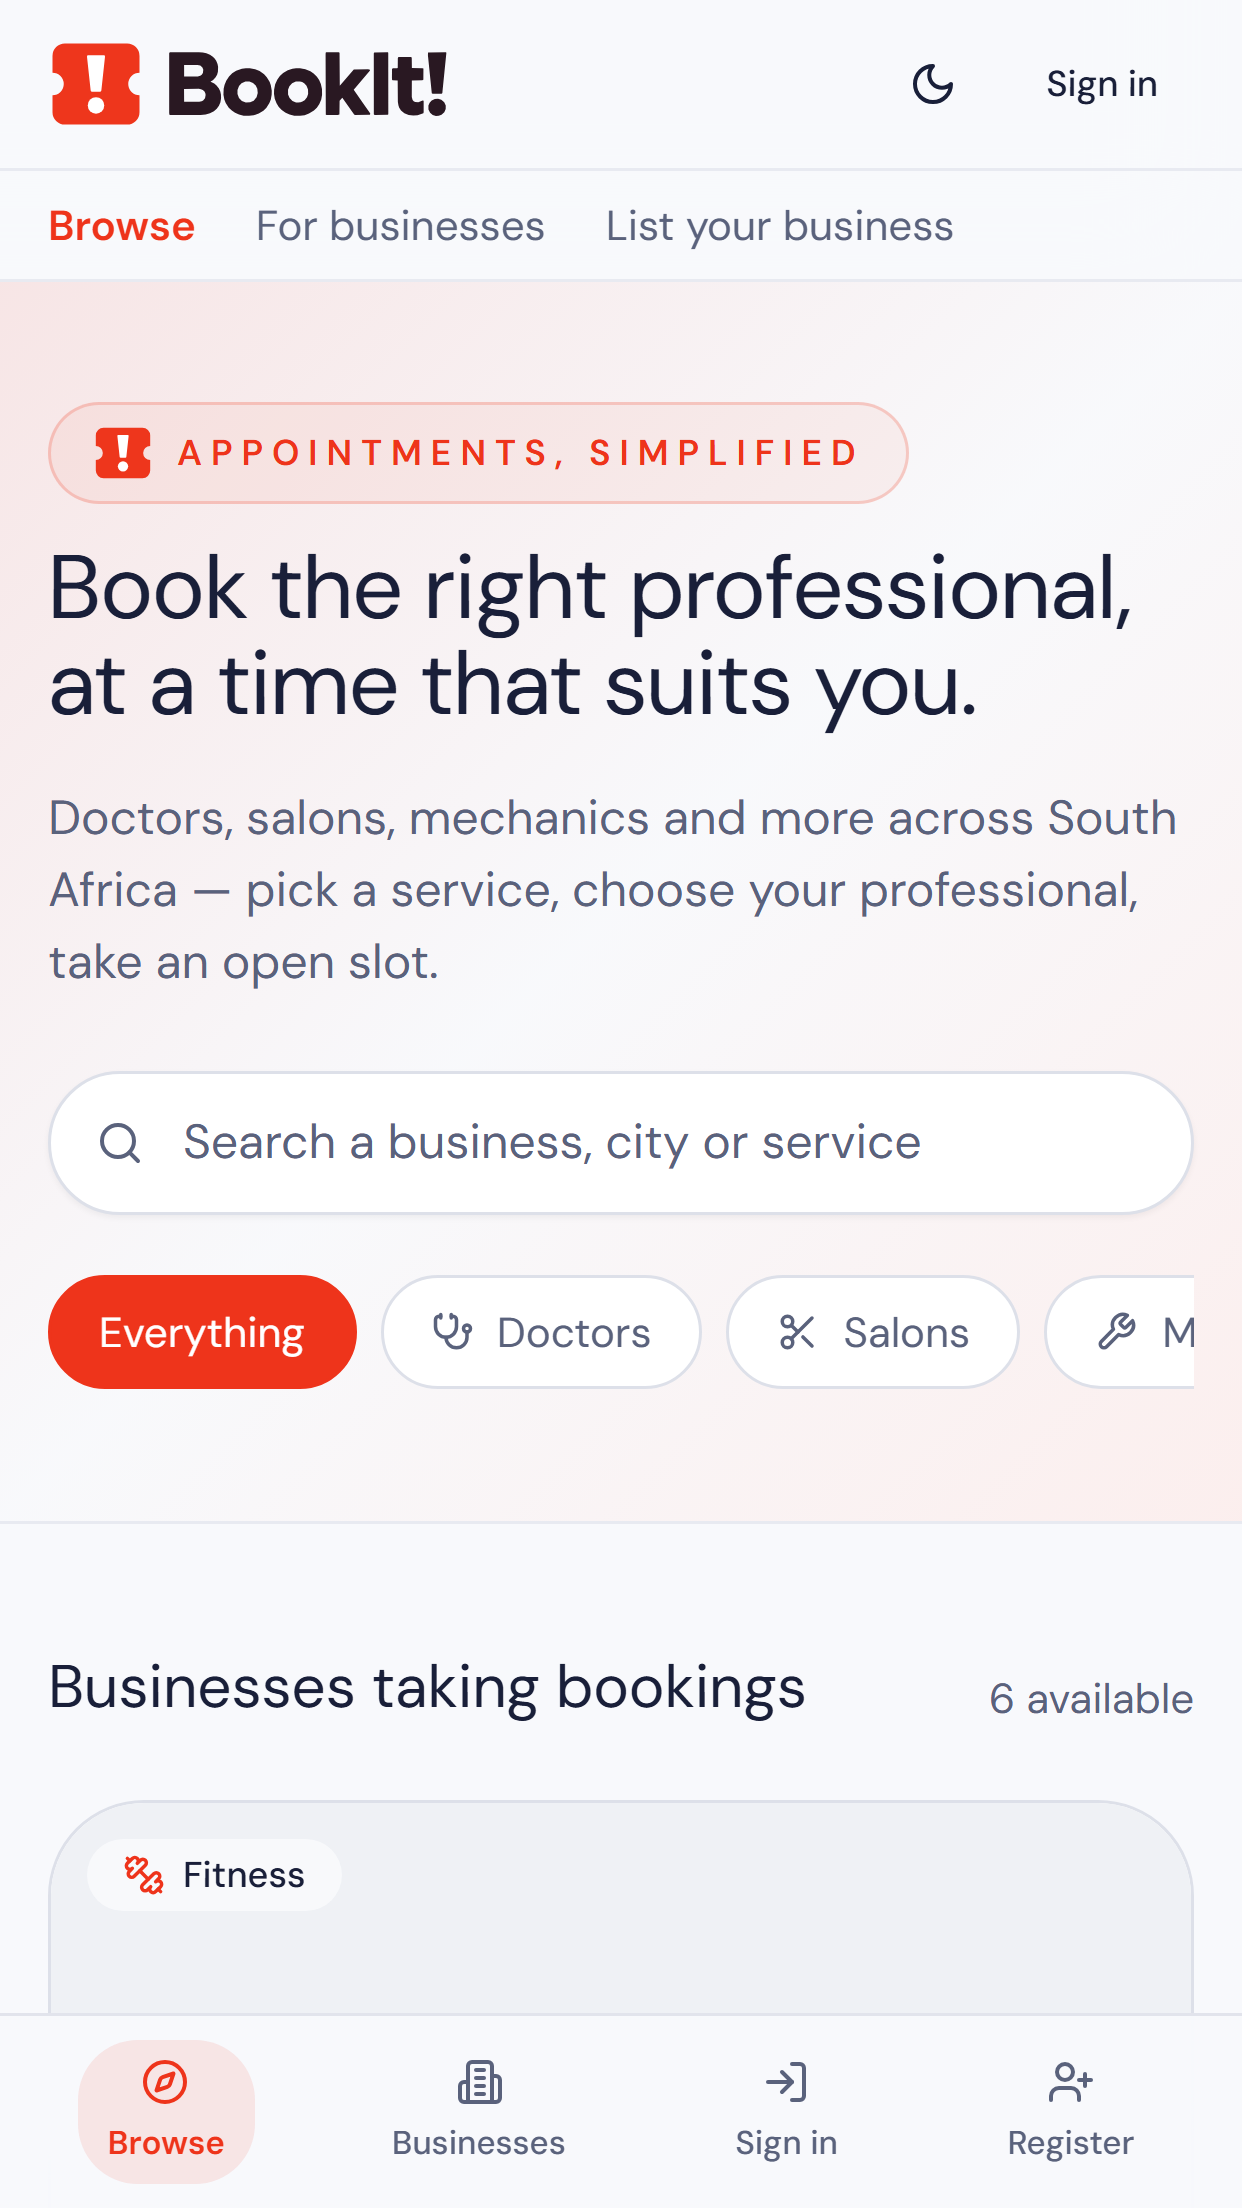 BookIt!
Sign in
Browse
For businesses
List your business
APPOINTMENTS, SIMPLIFIED
Book the right professional,
at a time that suits you.
Doctors, salons, mechanics and more across South
Africa — pick a service, choose your professional,
take an open slot.
Search a business, city or service
Everything
Doctors
Salons
M
Businesses taking bookings
6 available
Fitness
Browse
Businesses
Sign in
Register